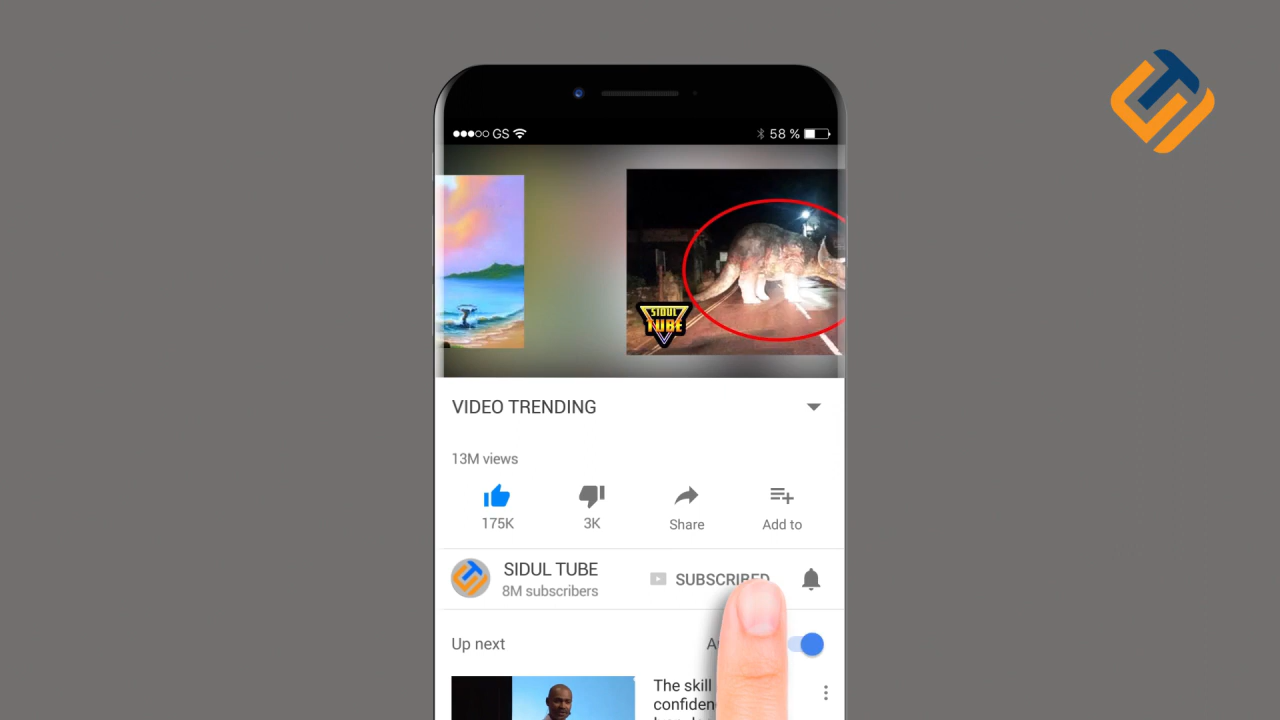 GS
58 %
SIDUL
TUBE
VIDEO TRENDING
13M views
175K
3K
Share
Add to
SIDUL TUBE
SUBSCRIBED
8M subscribers
Up next
The skill